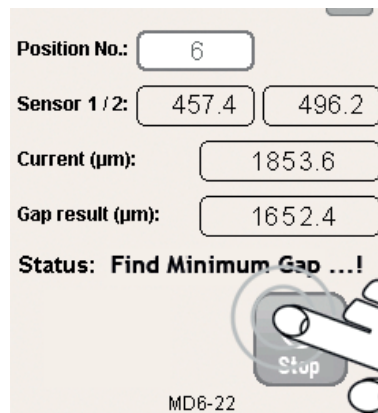 Position No.: 6
Sensor 1 / 2: 457.4 496.2
Current (µm): 1853.6
Gap result (µm): 1652.4
Status: Find Minimum Gap ...!
Stop
MD6-22